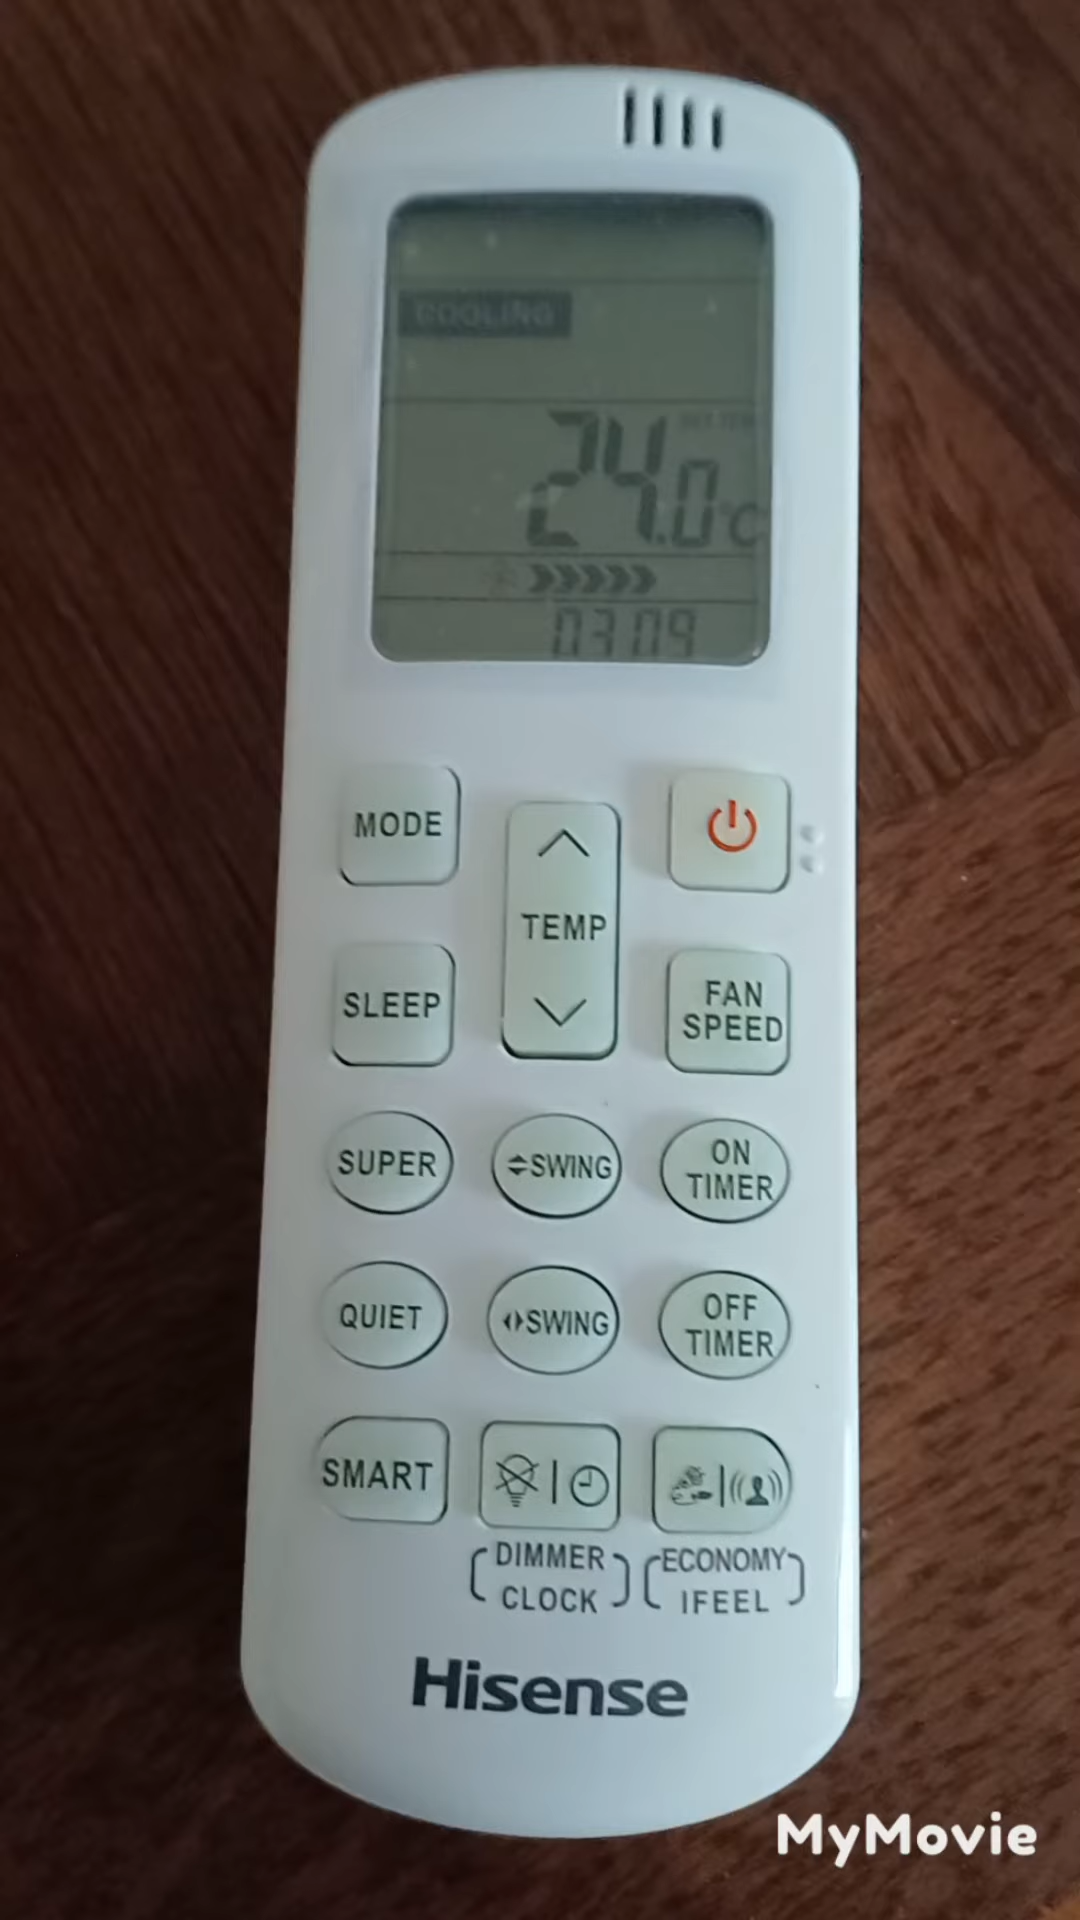 COOLING
24.0°C
0309
MODE
TEMP
SLEEP
FAN
SPEED
SUPER
SWING
ON
TIMER
QUIET
SWING
OFF
TIMER
SMART
DIMMER
CLOCK
ECONOMY
IFEEL
Hisense
MyMovie